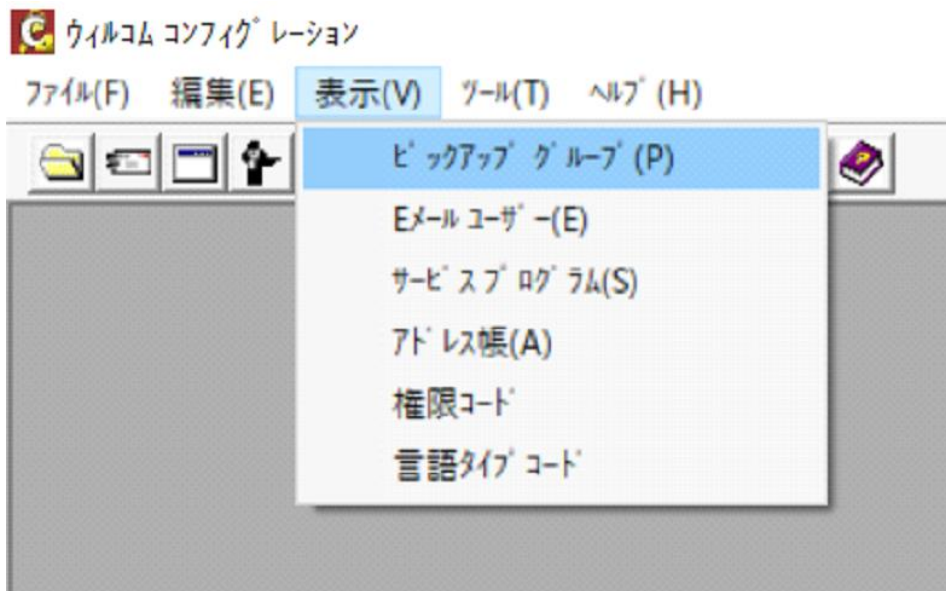 ｳｨﾙｺﾑ ｺﾝﾌｨｸﾞﾚｰｼｮﾝ
ﾌｧｲﾙ(F) 編集(E) 表示(V) ﾂｰﾙ(T) ﾍﾙﾌﾟ(H)
ﾋﾟｯｸｱｯﾌﾟ ｸﾞﾙｰﾌﾟ(P)
Eﾒｰﾙ ﾕｰｻﾞｰ(E)
ｻｰﾋﾞｽ ﾌﾟﾛｸﾞﾗﾑ(S)
ｱﾄﾞﾚｽ帳(A)
権限ｺｰﾄﾞ
言語ﾀｲﾌﾟ ｺｰﾄﾞ